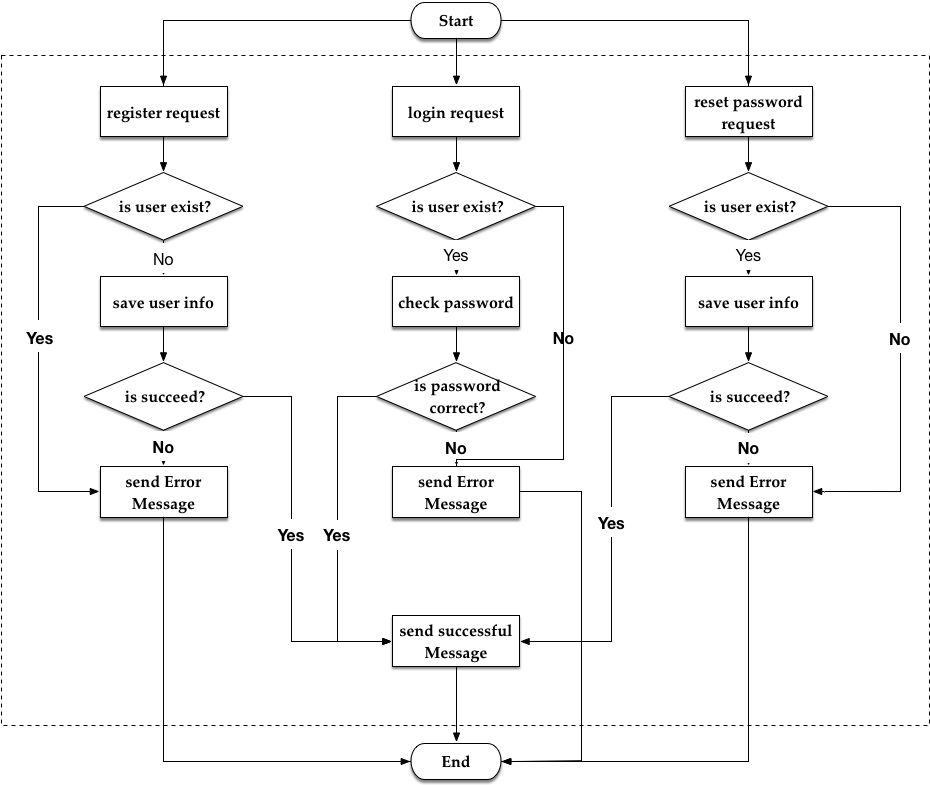 Start
register request
login request
reset password
request
is user exist?
is user exist?
is user exist?
No
Yes
Yes
save user info
check password
save user info
Yes
No
No
is succeed?
is password
correct?
is succeed?
No
No
No
send Error
Message
send Error
Message
send Error
Message
Yes
Yes
Yes
send successful
Message
End